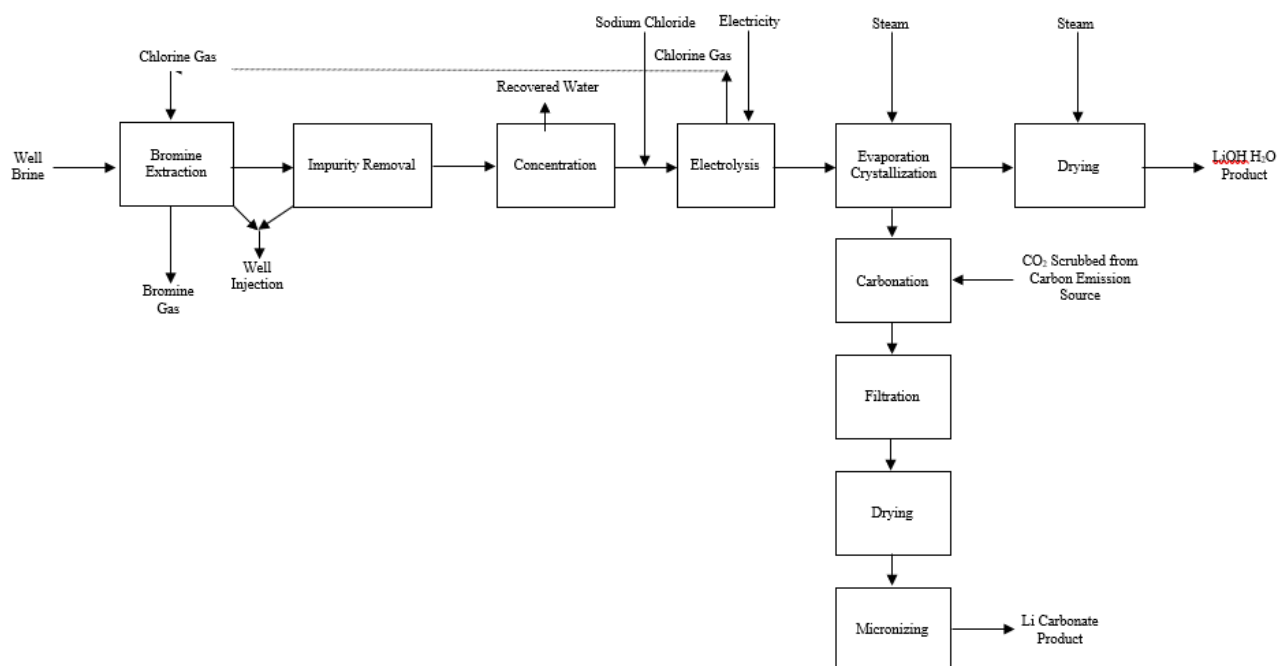 Sodium Chloride
Electricity
Steam
Steam
Chlorine Gas
Chlorine Gas
Recovered Water
Well
Brine
Bromine
Extraction
Impurity Removal
Concentration
Electrolysis
Evaporation
Crystallization
Drying
LiOH H₂O
Product
Well
Injection
Bromine
Gas
Carbonation
CO₂ Scrubbed from
Carbon Emission
Source
Filtration
Drying
Micronizing
Li Carbonate
Product